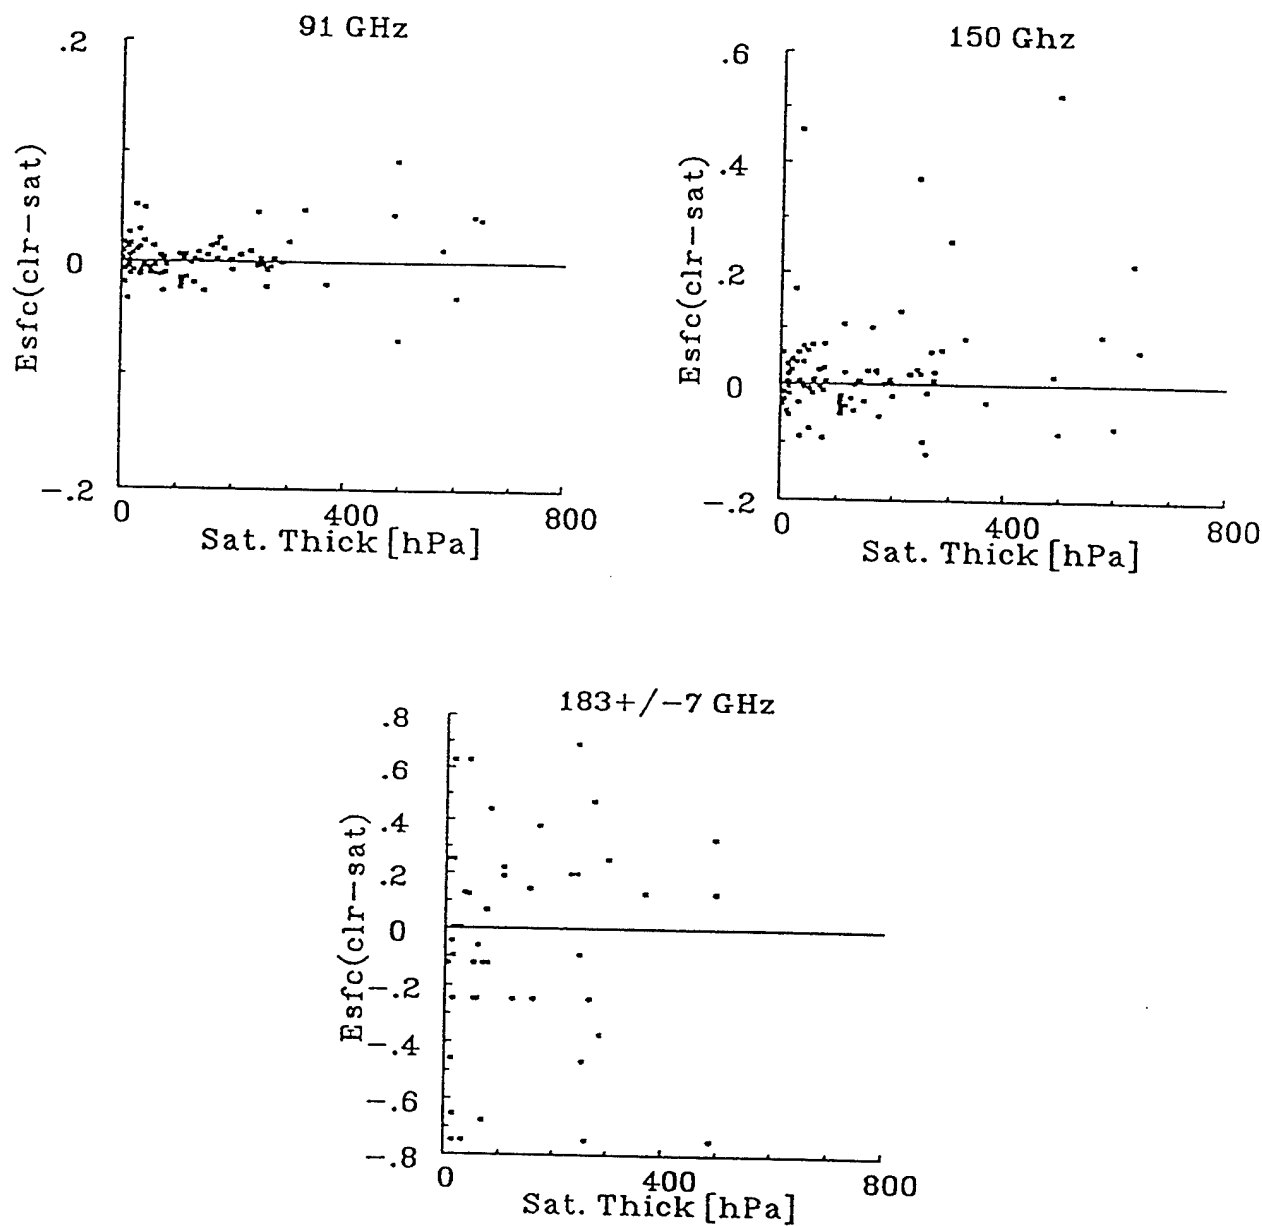 91 GHz
.2
0
−.2
Esfc(clr−sat)
0 400 800
Sat. Thick [hPa]
150 Ghz
.6
.4
.2
0
−.2
Esfc(clr−sat)
0 400 800
Sat. Thick [hPa]
183+/−7 GHz
.8
.6
.4
.2
0
−.2
−.4
−.6
−.8
Esfc(clr−sat)
0 400 800
Sat. Thick [hPa]